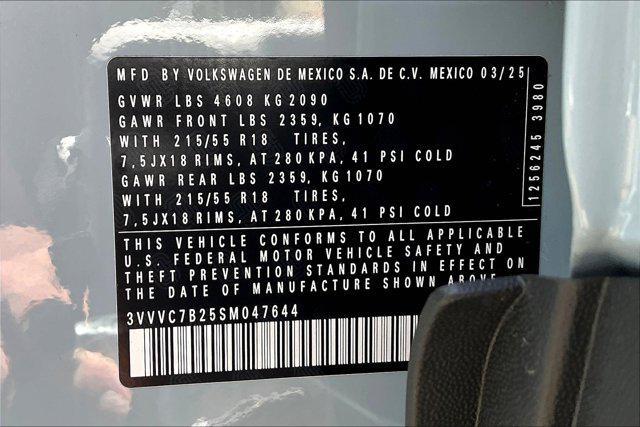 MFD BY VOLKSWAGEN DE MEXICO S.A. DE C.V. MEXICO 03/25
GVWR LBS 4608 KG 2090
GAWR FRONT LBS 2359, KG 1070
WITH 215/55 R18 TIRES,
7,5JX18 RIMS, AT 280 KPA, 41 PSI COLD
GAWR REAR LBS 2359, KG 1070
WITH 215/55 R18 TIRES,
7,5JX18 RIMS, AT 280 KPA, 41 PSI COLD
THIS VEHICLE CONFORMS TO ALL APPLICABLE
U.S. FEDERAL MOTOR VEHICLE SAFETY AND
THEFT PREVENTION STANDARDS IN EFFECT ON
THE DATE OF MANUFACTURE SHOWN ABOVE
3VVVC7B25SM047644
1256245 3980